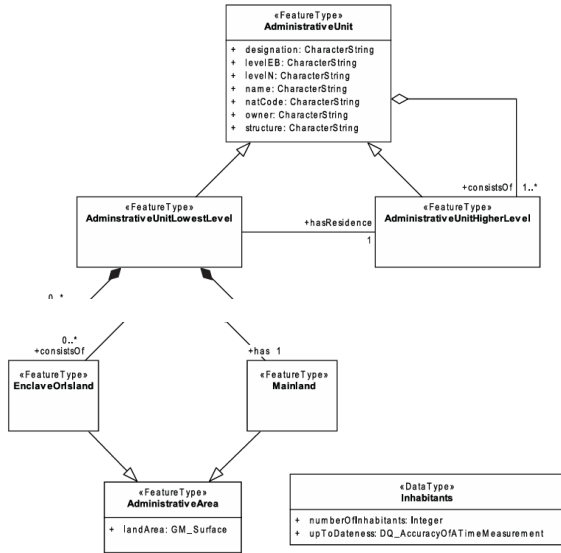 «FeatureType»
AdministrativeUnit
+ designation: CharacterString
+ levelEB: CharacterString
+ levelN: CharacterString
+ name: CharacterString
+ natCode: CharacterString
+ owner: CharacterString
+ structure: CharacterString
+consistsOf 1..*
«FeatureType»
AdminstrativeUnitLowestLevel
+hasResidence
1
«FeatureType»
AdministrativeUnitHigherLevel
0..*
0..*
+consistsOf
+has 1
«FeatureType»
EnclaveOrIsland
«FeatureType»
Mainland
«FeatureType»
AdministrativeArea
+ landArea: GM_Surface
«DataType»
Inhabitants
+ numberOfInhabitants: Integer
+ upToDateness: DQ_AccuracyOfATimeMeasurement